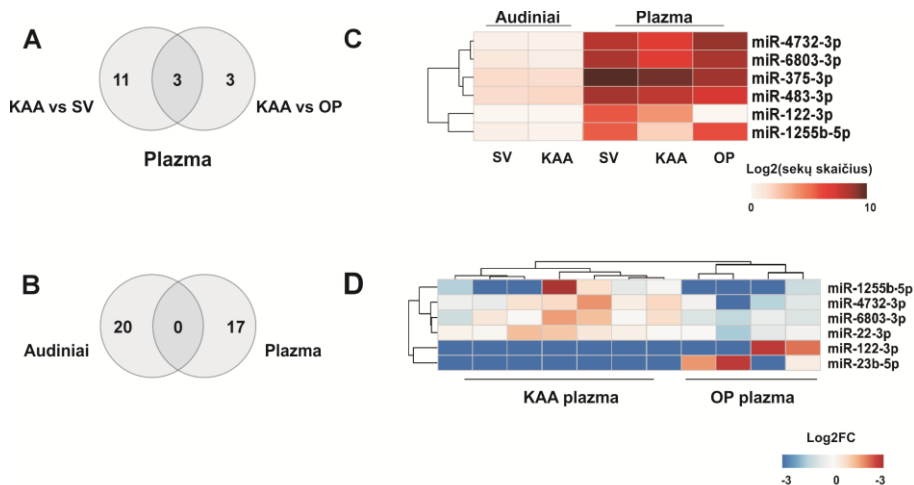 A
11
3
3
KAA vs SV
KAA vs OP
Plazma
B
20
0
17
Audiniai
Plazma
C
Audiniai
Plazma
miR-4732-3p
miR-6803-3p
miR-375-3p
miR-483-3p
miR-122-3p
miR-1255b-5p
SV
KAA
SV
KAA
OP
Log2(sekų skaičius)
0
10
D
miR-1255b-5p
miR-4732-3p
miR-6803-3p
miR-22-3p
miR-122-3p
miR-23b-5p
KAA plazma
OP plazma
Log2FC
-3
0
-3